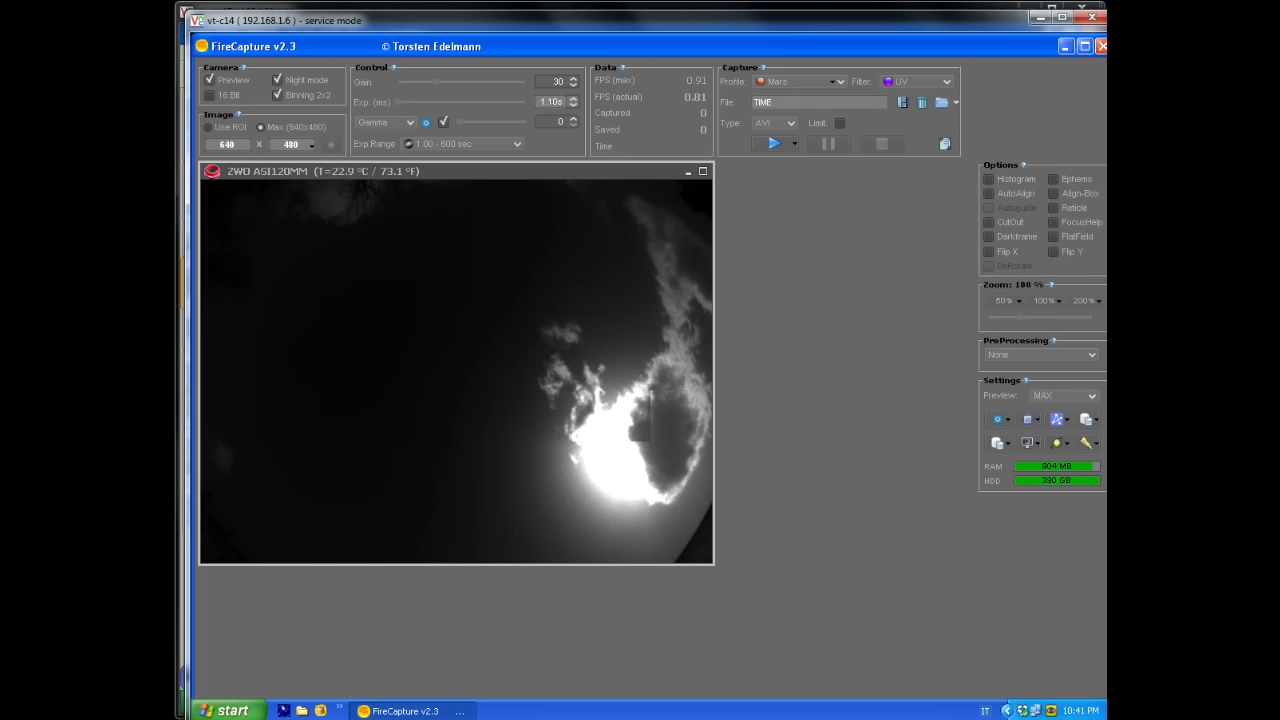 vt-c14 ( 192.168.1.6 ) - service mode
FireCapture v2.3 © Torsten Edelmann
Camera ?
Preview Night mode
16 Bit Binning 2x2
Image ?
Use ROI Max (640x480)
640 X 480
Control ?
Gain 30
Exp. (ms) 1.10s
Gamma 0
Exp.Range 1.00 - 600 sec
Data ?
FPS (max) 0.91
FPS (actual) 0.81
Captured 0
Saved 0
Time
Capture ?
Profile: Mars Filter: UV
File TIME
Type: AVI Limit:
ZWO ASI120MM (T=22.9 °C / 73.1 °F)
Options ?
Histogram Ephems
AutoAlign Align-Box
Autoguide Reticle
CutOut FocusHelp
Darkframe FlatField
Flip X Flip Y
DeRotate
Zoom: 100 % ?
50% 100% 200%
PreProcessing ?
None
Settings ?
Preview: MAX
RAM 904 MB
HDD 390 GB
start FireCapture v2.3 ... IT 10:41 PM